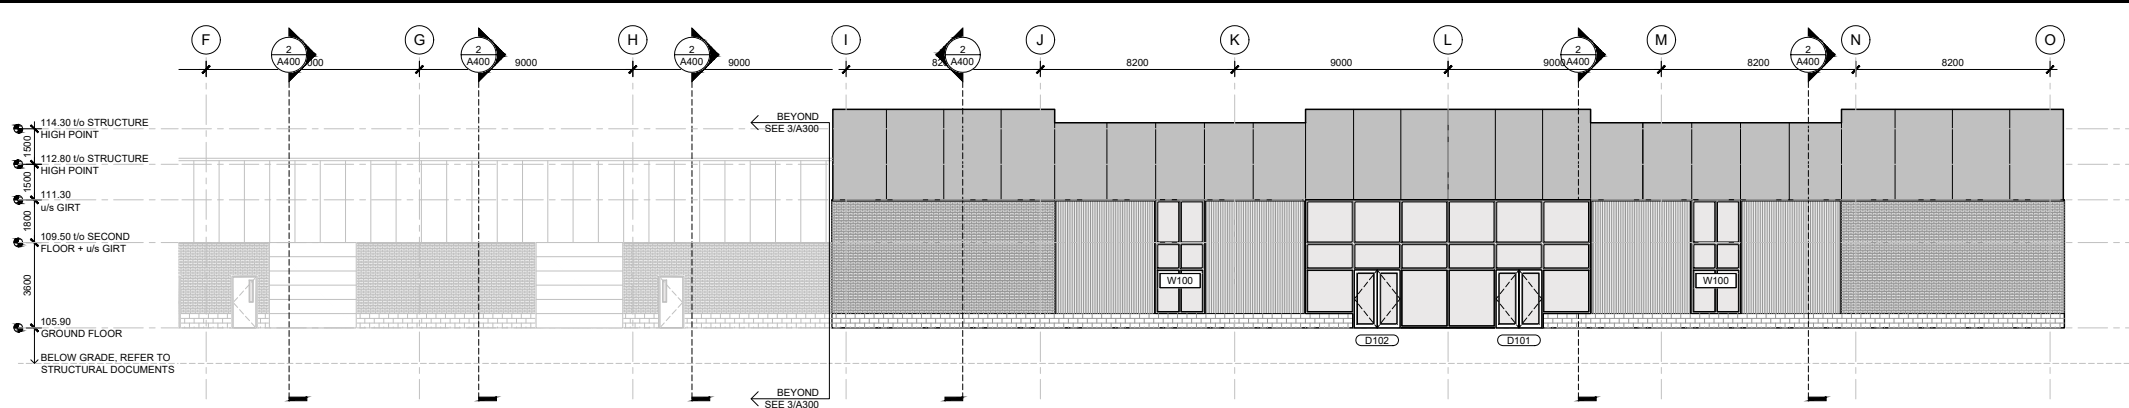 F
G
H
I
J
K
L
M
N
O
2
A400
2
A400
2
A400
2
A400
2
A400
2
A400
9000
9000
8200
9000
9000
8200
8200
BEYOND
SEE 3/A300
114.30 t/o STRUCTURE
HIGH POINT
1500
112.80 t/o STRUCTURE
HIGH POINT
1500
111.30
u/s GIRT
1800
109.50 t/o SECOND
FLOOR + u/s GIRT
3600
W100
W100
105.90
GROUND FLOOR
D102
D101
BELOW GRADE, REFER TO
STRUCTURAL DOCUMENTS
BEYOND
SEE 3/A300